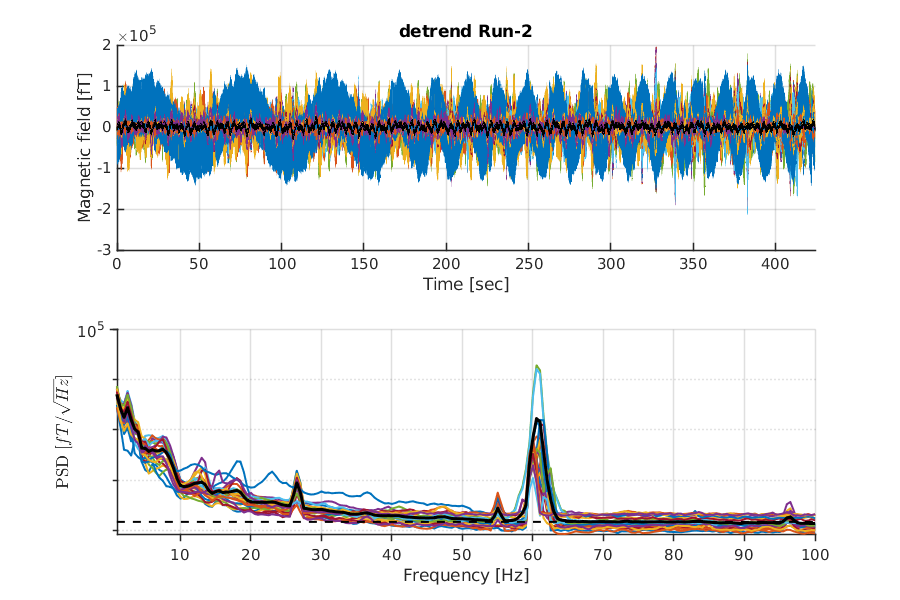 detrend Run-2
×10⁵
2
1
0
-1
-2
-3
Magnetic field [fT]
0 50 100 150 200 250 300 350 400
Time [sec]
10⁵
PSD [fT/√Hz]
10 20 30 40 50 60 70 80 90 100
Frequency [Hz]